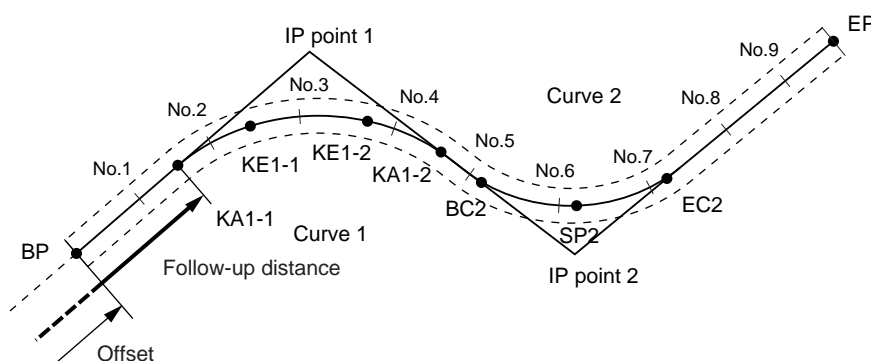 EP
IP point 1
No.9
No.3
No.2
No.4
Curve 2
No.8
No.5
No.1
KE1-1
KE1-2
No.6
No.7
KA1-2
BC2
EC2
KA1-1
Curve 1
SP2
BP
Follow-up distance
IP point 2
Offset